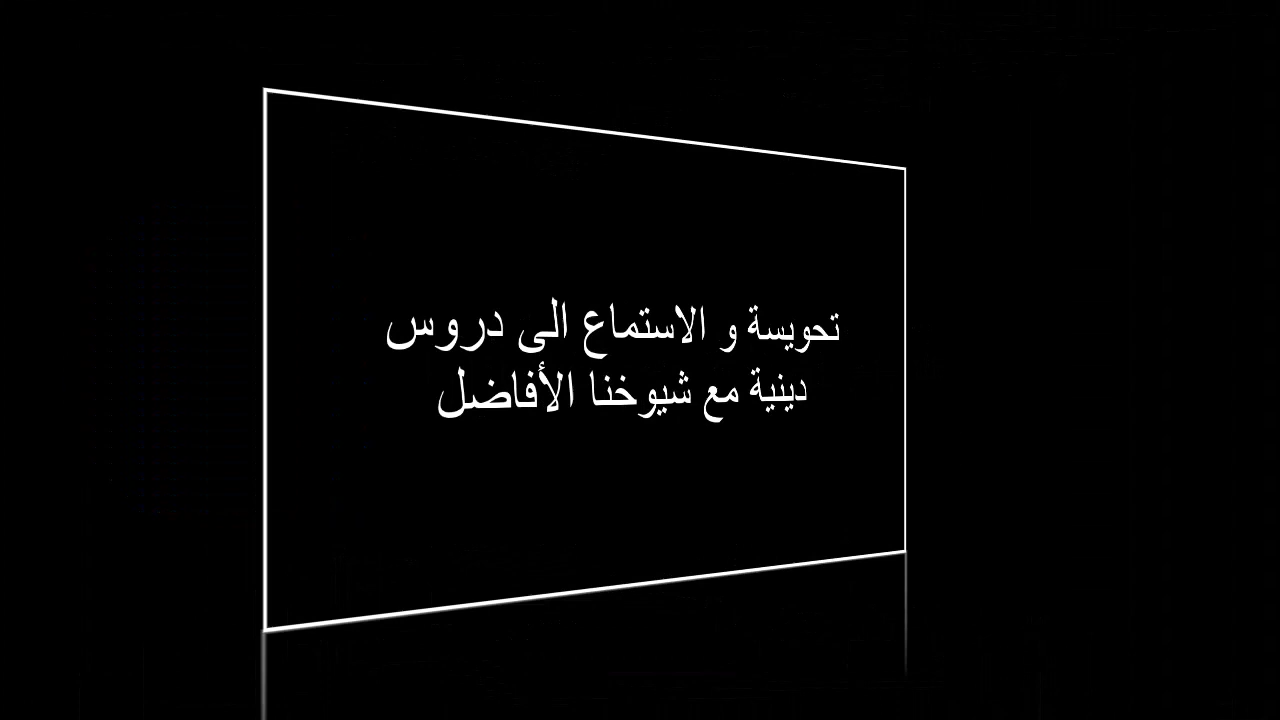 تحويسة و الاستماع الى دروس
دينية مع شيوخنا الأفاضل